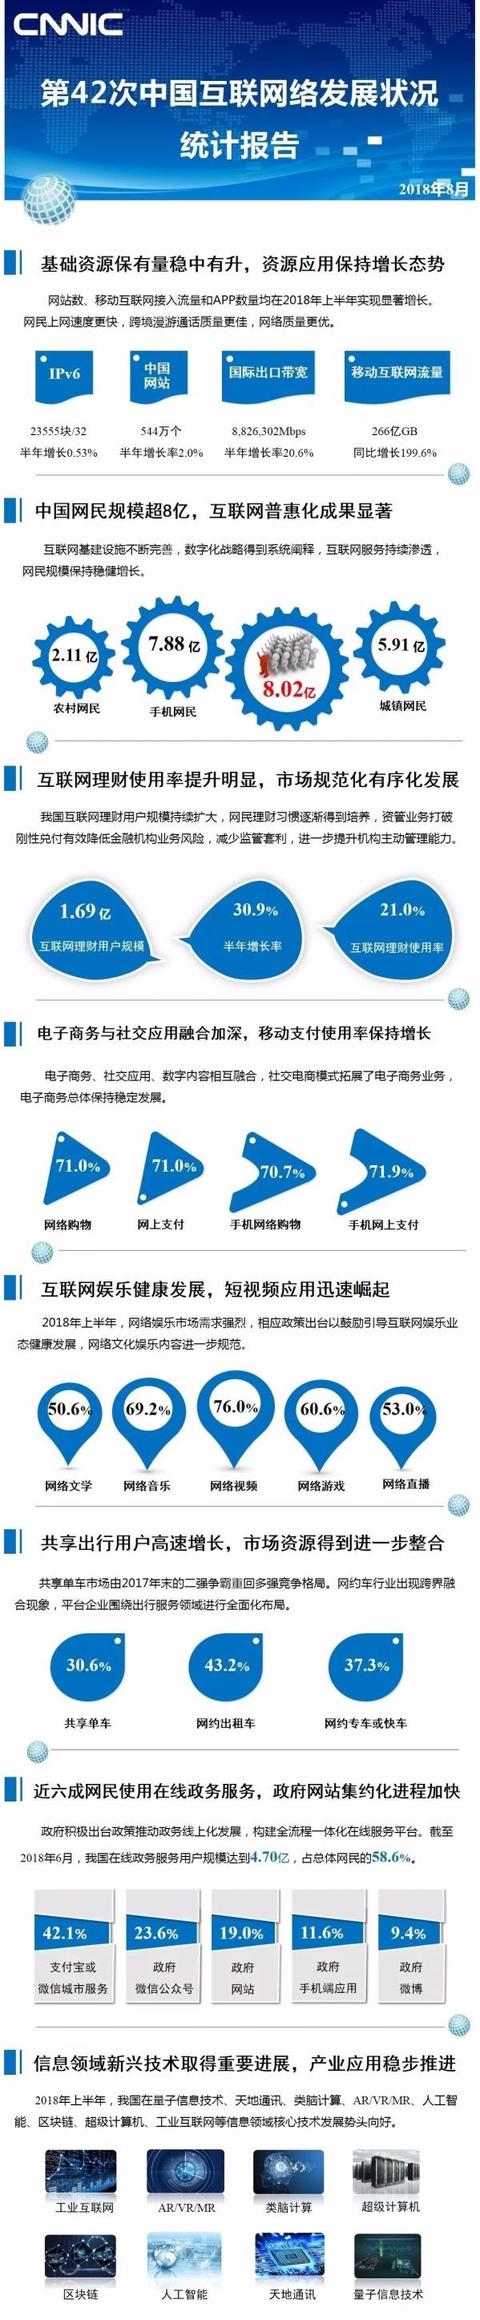 CNNIC
第42次中国互联网络发展状况
统计报告
2018年8月
基础资源保有量稳中有升，资源应用保持增长态势
网站数、移动互联网接入流量和APP数量均在2018年上半年实现显著增长。
网民上网速度更快，跨境漫游通话质量更佳，网络质量更优。
IPv6
中国
网站
国际出口带宽
移动互联网流量
23555块/32
544万个
8,826,302Mbps
266亿GB
半年增长0.53%
半年增长率2.0%
半年增长率20.6%
同比增长199.6%
中国网民规模超8亿，互联网普惠化成果显著
互联网基建设施不断完善，数字化战略得到系统阐释，互联网服务持续渗透，
网民规模保持稳健增长。
2.11 亿
7.88 亿
8.02亿
5.91 亿
农村网民
手机网民
城镇网民
互联网理财使用率提升明显，市场规范化有序化发展
我国互联网理财用户规模持续扩大，网民理财习惯逐渐得到培养，资管业务打破
刚性兑付有效降低金融机构业务风险，减少监管套利，进一步提升机构主动管理能力。
1.69 亿
30.9%
21.0%
互联网理财用户规模
半年增长率
互联网理财使用率
电子商务与社交应用融合加深，移动支付使用率保持增长
电子商务、社交应用、数字内容相互融合，社交电商模式拓展了电子商务业务，
电子商务总体保持稳定发展。
71.0%
71.0%
70.7%
71.9%
网络购物
网上支付
手机网络购物
手机网上支付
互联网娱乐健康发展，短视频应用迅速崛起
2018年上半年，网络娱乐市场需求强烈，相应政策出台以鼓励引导互联网娱乐业
态健康发展，网络文化娱乐内容进一步规范。
50.6%
69.2%
76.0%
60.6%
53.0%
网络文学
网络音乐
网络视频
网络游戏
网络直播
共享出行用户高速增长，市场资源得到进一步整合
共享单车市场由2017年末的二强争霸重回多强竞争格局。网约车行业出现跨界融
合现象，平台企业围绕出行服务领域进行全面化布局。
30.6%
43.2%
37.3%
共享单车
网约出租车
网约专车或快车
近六成网民使用在线政务服务，政府网站集约化进程加快
政府积极出台政策推动政务线上化发展，构建全流程一体化在线服务平台。截至
2018年6月，我国在线政务服务用户规模达到4.70亿，占总体网民的58.6%。
42.1%
23.6%
19.0%
11.6%
9.4%
支付宝或
微信城市服务
政府
微信公众号
政府
网站
政府
手机端应用
政府
微博
信息领域新兴技术取得重要进展，产业应用稳步推进
2018年上半年，我国在量子信息技术、天地通讯、类脑计算、AR/VR/MR、人工智
能、区块链、超级计算机、工业互联网等信息领域核心技术发展势头向好。
工业互联网
AR/VR/MR
类脑计算
超级计算机
区块链
人工智能
天地通讯
量子信息技术